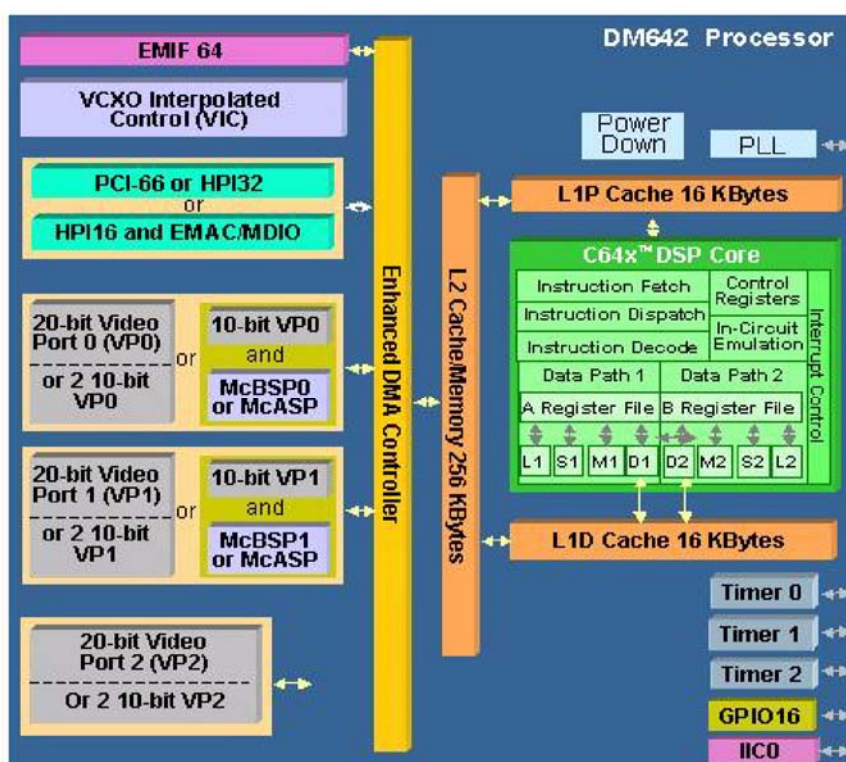 DM642 Processor
EMIF 64
VCXO Interpolated
Control (VIC)
PCI-66 or HPI32
or
HPI16 and EMAC/MDIO
20-bit Video
Port 0 (VP0)
or 2 10-bit
VP0
or
10-bit VP0
and
McBSP0
or McASP
20-bit Video
Port 1 (VP1)
or 2 10-bit
VP1
or
10-bit VP1
and
McBSP1
or McASP
20-bit Video
Port 2 (VP2)
Or 2 10-bit VP2
Enhanced DMA Controller
L2 Cache/Memory 256 KBytes
Power
Down
PLL
L1P Cache 16 KBytes
C64x™ DSP Core
Instruction Fetch
Instruction Dispatch
Instruction Decode
Control
Registers
In-Circuit
Emulation
Interrupt Control
Data Path 1
Data Path 2
A Register File
B Register File
L1 S1 M1 D1 D2 M2 S2 L2
L1D Cache 16 KBytes
Timer 0
Timer 1
Timer 2
GPIO16
IIC0